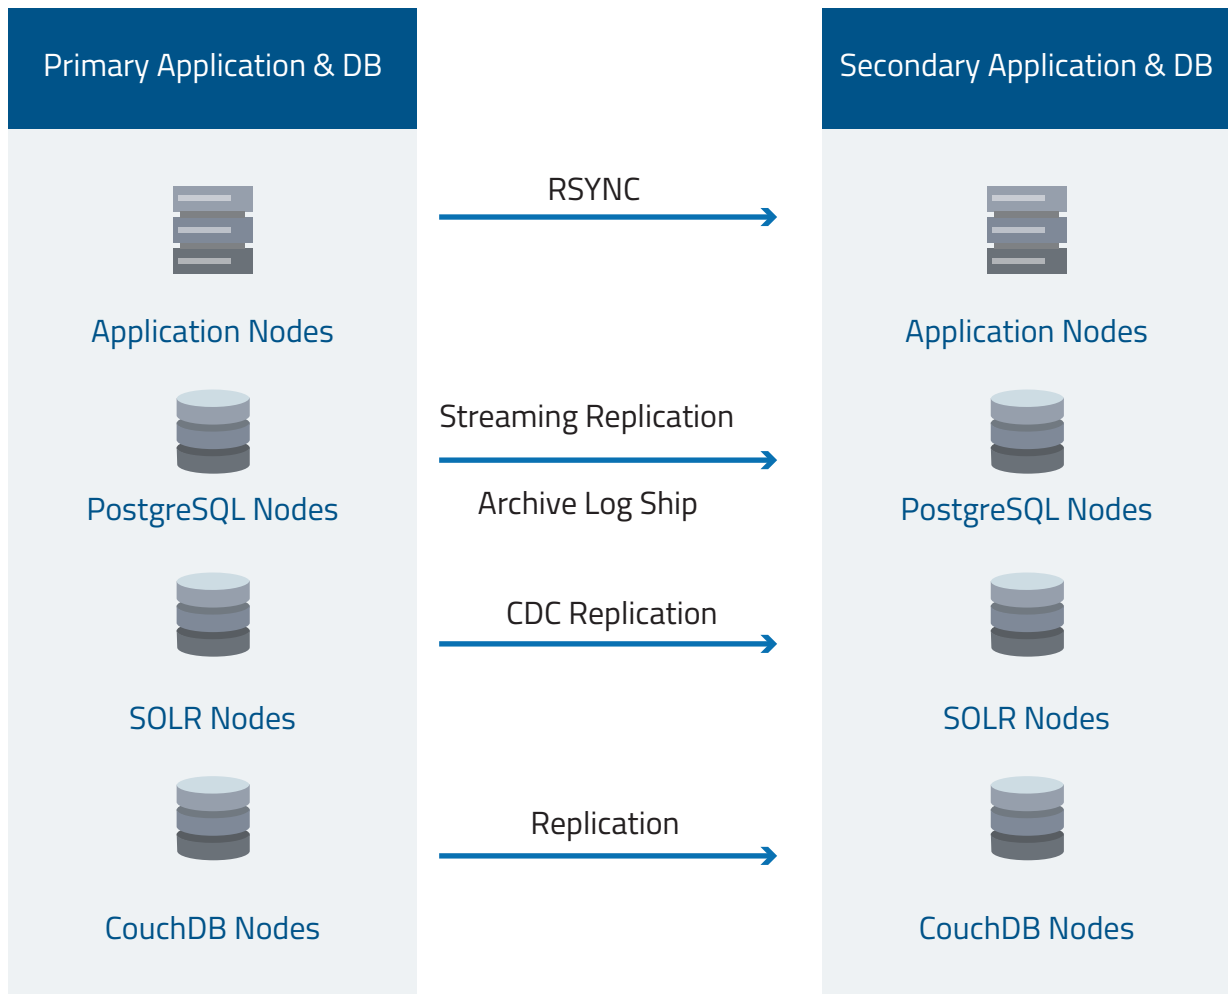 Primary Application & DB
Secondary Application & DB
RSYNC
Application Nodes
Application Nodes
Streaming Replication
PostgreSQL Nodes
Archive Log Ship
PostgreSQL Nodes
CDC Replication
SOLR Nodes
SOLR Nodes
Replication
CouchDB Nodes
CouchDB Nodes